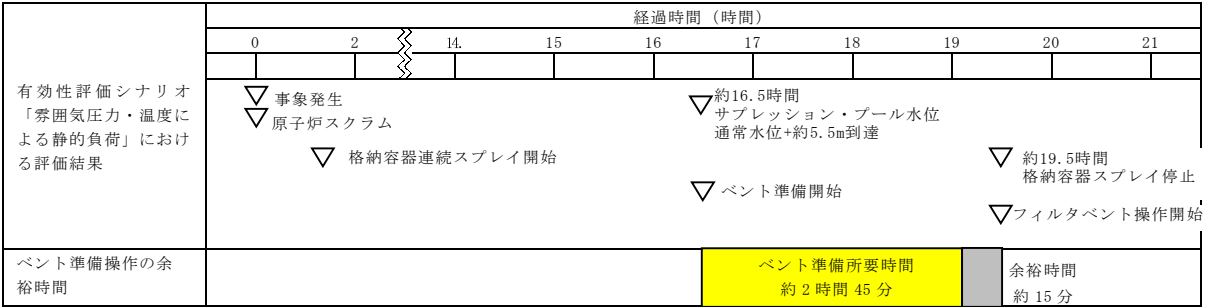 経過時間（時間）
0 2 14. 15 16 17 18 19 20 21
有効性評価シナリオ
「雰囲気圧力・温度に
よる静的負荷」におけ
る評価結果
事象発生
原子炉スクラム
格納容器連続スプレイ開始
約16.5時間
サプレッション・プール水位
通常水位+約5.5m到達
ベント準備開始
約19.5時間
格納容器スプレイ停止
フィルタベント操作開始
ベント準備操作の余
裕時間
ベント準備所要時間
約 2 時間 45 分
余裕時間
約 15 分